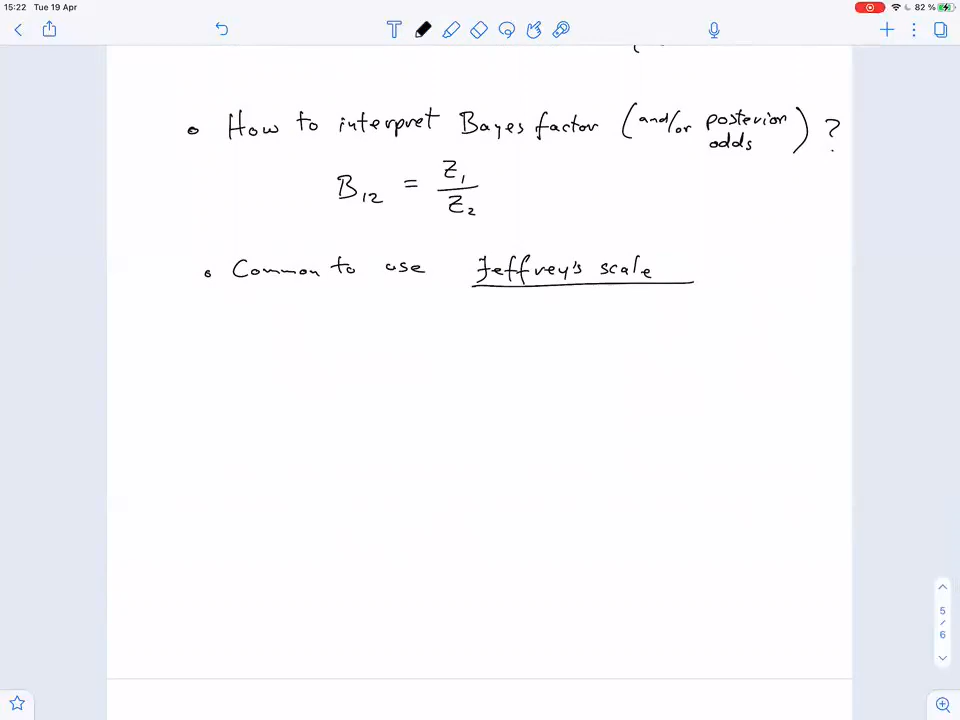 15:22 Tue 19 Apr 82 %
• How to interpret Bayes factor (and/or posterior odds) ?
B₁₂ = Z₁ / Z₂
• Common to use Jeffrey's scale
5
/
6